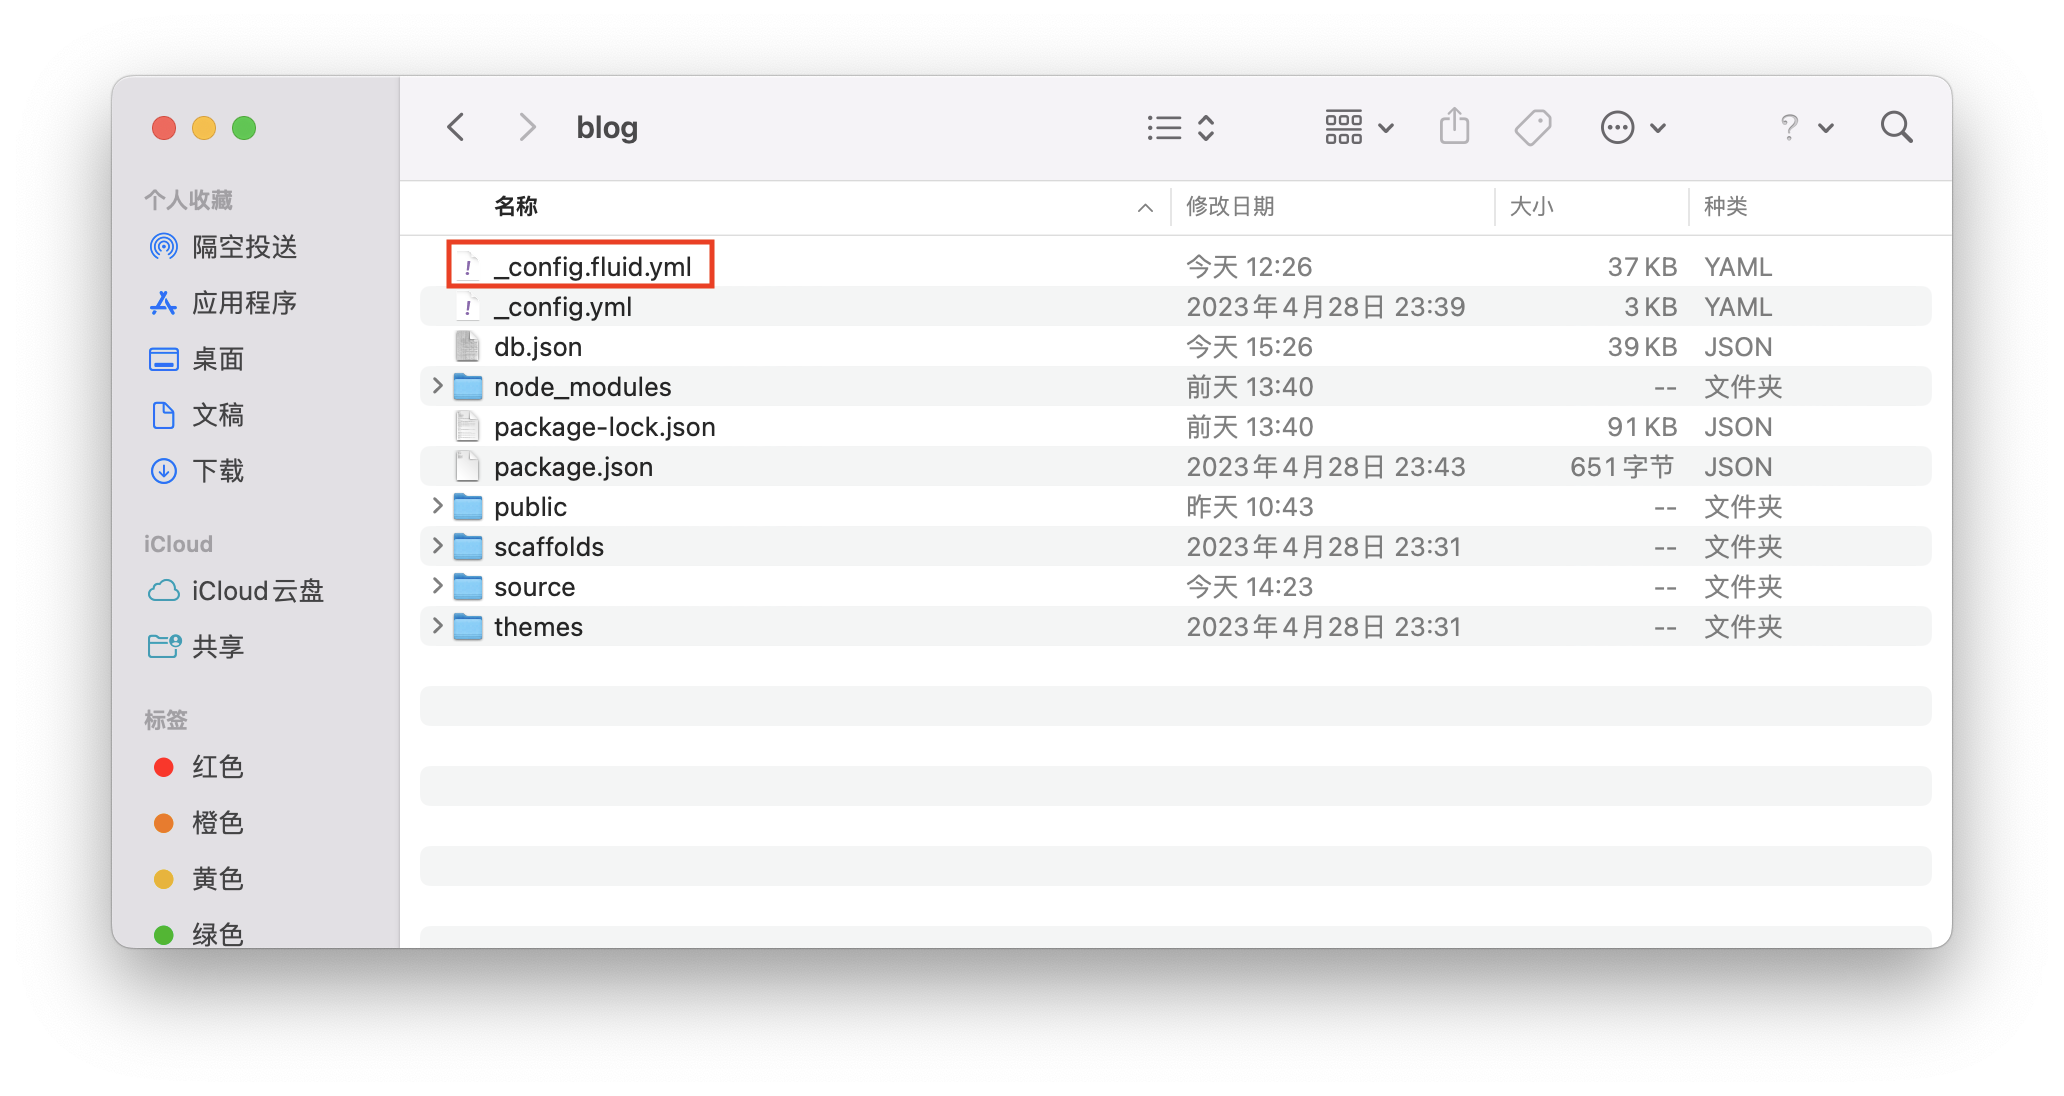 blog
个人收藏
隔空投送
应用程序
桌面
文稿
下载
iCloud
iCloud云盘
共享
标签
红色
橙色
黄色
绿色
名称 修改日期 大小 种类
_config.fluid.yml 今天 12:26 37 KB YAML
_config.yml 2023年4月28日 23:39 3 KB YAML
db.json 今天 15:26 39 KB JSON
node_modules 前天 13:40 -- 文件夹
package-lock.json 前天 13:40 91 KB JSON
package.json 2023年4月28日 23:43 651 字节 JSON
public 昨天 10:43 -- 文件夹
scaffolds 2023年4月28日 23:31 -- 文件夹
source 今天 14:23 -- 文件夹
themes 2023年4月28日 23:31 -- 文件夹